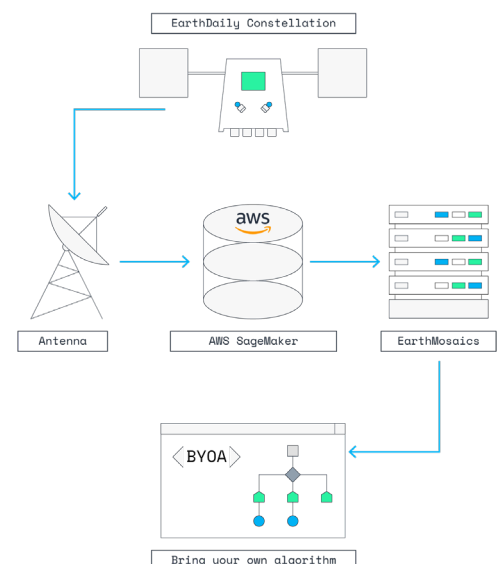 EarthDaily Constellation
aws
Antenna
AWS SageMaker
EarthMosaics
<BYOA>
Bring your own algorithm